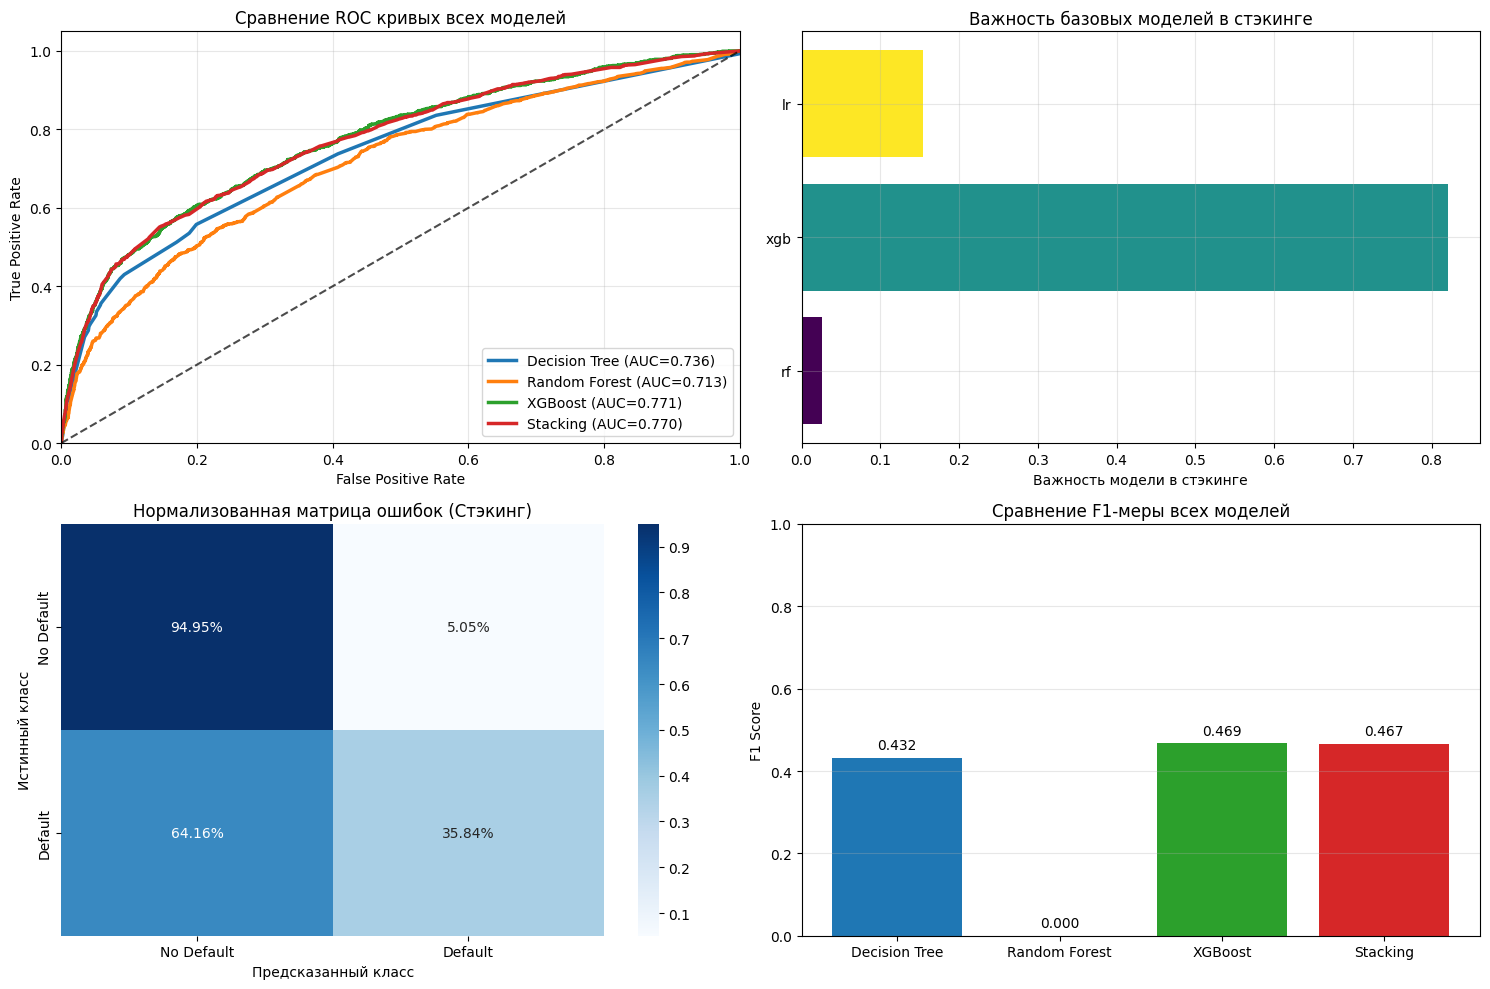 Сравнение ROC кривых всех моделей
True Positive Rate
1.0
0.8
0.6
0.4
0.2
0.0
0.0 0.2 0.4 0.6 0.8 1.0
False Positive Rate
Decision Tree (AUC=0.736)
Random Forest (AUC=0.713)
XGBoost (AUC=0.771)
Stacking (AUC=0.770)
Важность базовых моделей в стэкинге
lr
xgb
rf
0.0 0.1 0.2 0.3 0.4 0.5 0.6 0.7 0.8
Важность модели в стэкинге
Нормализованная матрица ошибок (Стэкинг)
Истинный класс
No Default
Default
94.95% 5.05%
64.16% 35.84%
No Default Default
Предсказанный класс
0.9
0.8
0.7
0.6
0.5
0.4
0.3
0.2
0.1
Сравнение F1-меры всех моделей
F1 Score
1.0
0.8
0.6
0.4
0.2
0.0
0.432 0.000 0.469 0.467
Decision Tree Random Forest XGBoost Stacking